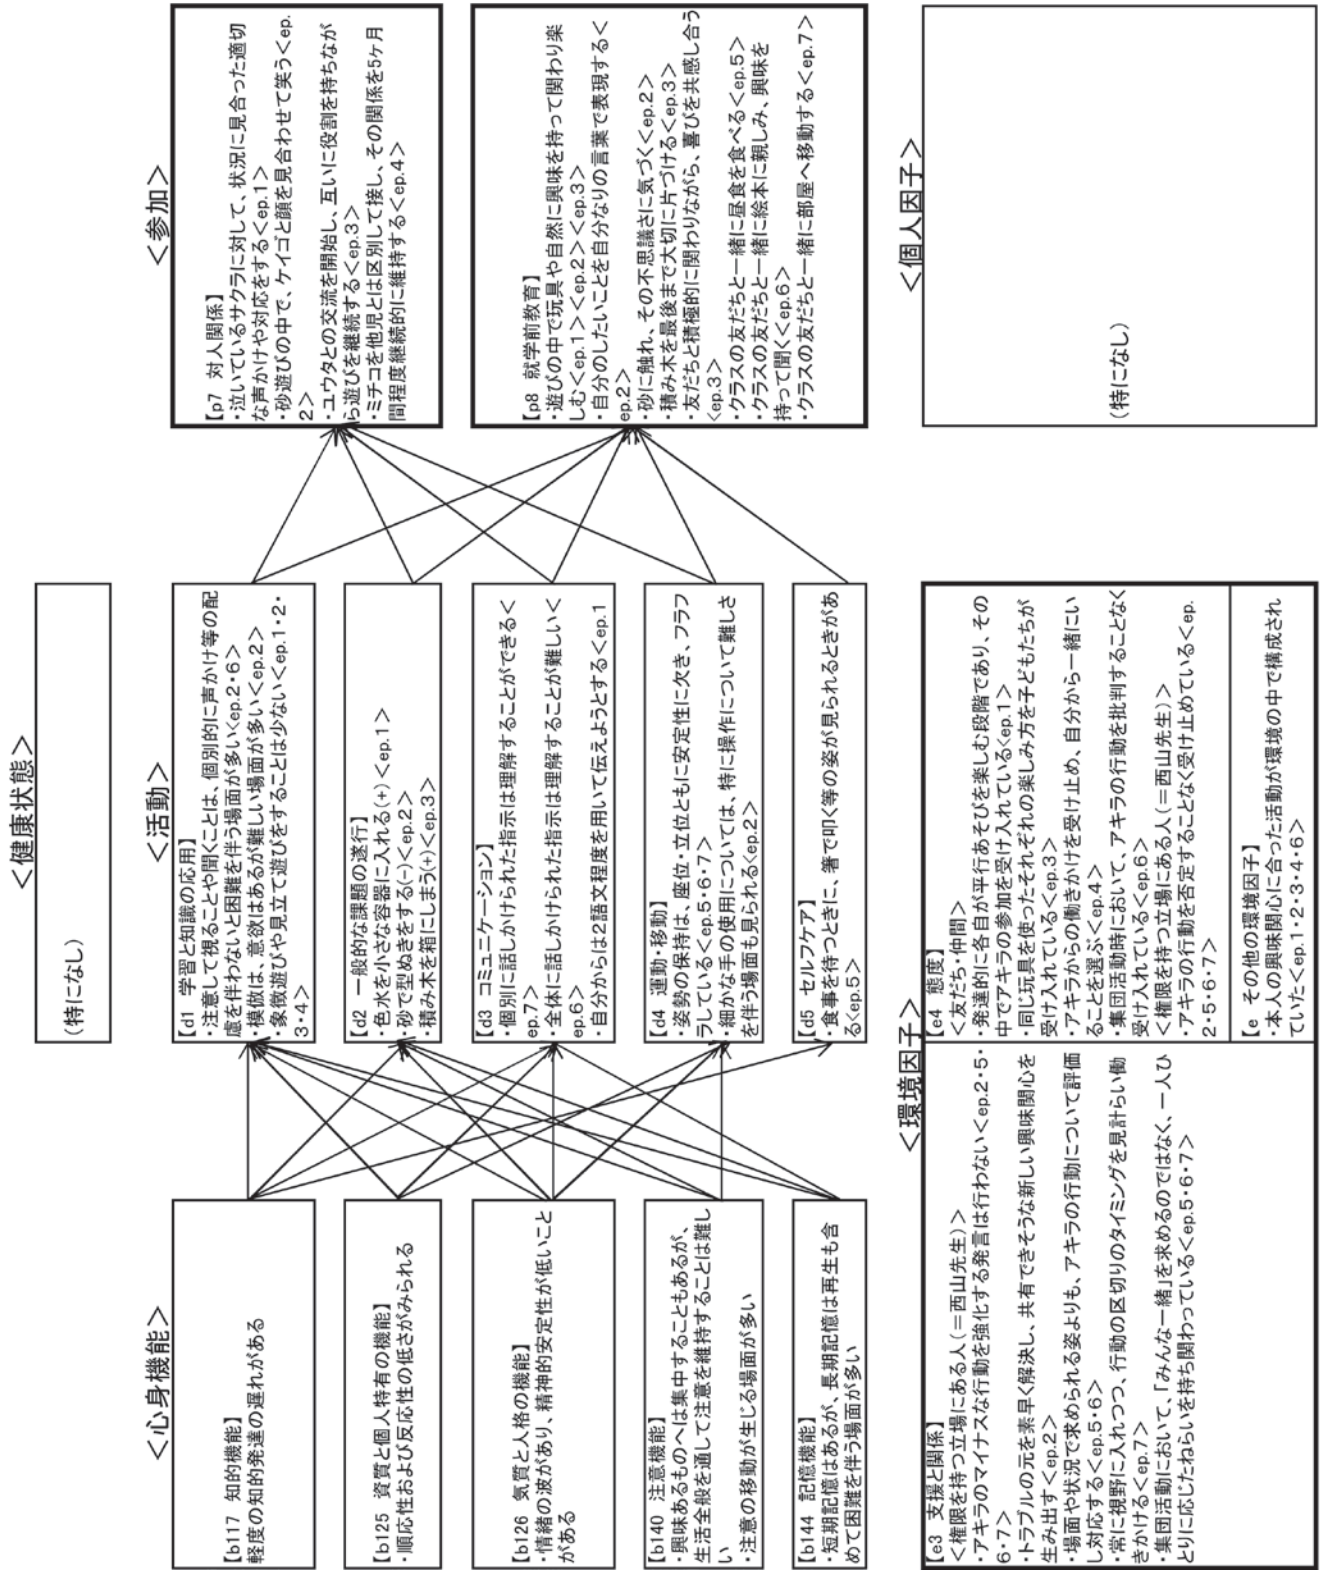 ＜健康状態＞
(特になし)
＜心身機能＞
【b117　知的機能】
軽度の知的発達の遅れがある
【b125　資質と個人特有の機能】
・順応性および反応性の低さがみられる
【b126　気質と人格の機能】
・情緒の波があり、精神的安定性が低いこと
がある
【b140　注意機能】
・興味あるものへは集中することもあるが、
生活全般を通して注意を維持することは難し
い
・注意の移動が生じる場面が多い
【b144　記憶機能】
・短期記憶はあるが、長期記憶は再生も含
めて困難を伴う場面が多い
＜活動＞
【d1　学習と知識の応用】
・注意して視ることや聞くことは、個別的に声かけ等の配
慮を伴わないと困難を伴う場面が多い<ep.2・6＞
・模倣は、意欲はあるが難しい場面が多い<ep.2＞
・象徴遊びや見立て遊びをすることは少ない<ep.1・2・
3・4＞
【d2　一般的な課題の遂行】
・色水を小さな容器に入れる(+)＜ep.1＞
・砂で型ぬきをする(-)＜ep.2＞
・積み木を箱にしまう(+)＜ep.3＞
【d3　コミュニケーション】
・個別に話しかけられた指示は理解することができる＜
ep.7＞
・全体に話しかけられた指示は理解することが難しい＜
ep.6＞
・自分からは2語文程度を用いて伝えようとする＜ep.1
【d4　運動・移動】
・姿勢の保持は、座位・立位ともに安定性に欠き、フラフ
ラしている＜ep.5・6・7＞
・細かな手の使用については、特に操作について難しさ
を伴う場面も見られる<ep.2＞
【d5　セルフケア】
・食事を待つときに、箸で叩く等の姿が見られるときがあ
る<ep.5＞
＜参加＞
【p7　対人関係】
・泣いているサクラに対して、状況に見合った適切
な声かけや対応をする＜ep.1＞
・砂遊びの中で、ケイゴと顔を見合わせて笑う＜ep.
2＞
・ユウタとの交流を開始し、互いに役割を持ちなが
ら遊びを継続する＜ep.3＞
・ミチコを他児とは区別して接し、その関係を5ヶ月
間程度継続的に維持する＜ep.4＞
【p8　就学前教育】
・遊びの中で玩具や自然に興味を持って関わり楽
しむ＜ep.1＞＜ep.2＞＜ep.3＞
・自分のしたいことを自分なりの言葉で表現する＜
ep.2＞
・砂に触れ、その不思議さに気づく＜ep.2＞
・積み木を最後まで大切に片づける＜ep.3＞
・友だちと積極的に関わりながら、喜びを共感し合う
<ep.3＞
・クラスの友だちと一緒に昼食を食べる＜ep.5＞
・クラスの友だちと一緒に絵本に親しみ、興味を
持って聞く＜ep.6＞
・クラスの友だちと一緒に部屋へ移動する＜ep.7＞
＜環境因子＞
【e3　支援と関係】
＜権限を持つ立場にある人(＝西山先生)＞
・アキラのマイナスな行動を強化する発言は行わない＜ep.2・5・
6・7＞
・トラブルの元を素早く解決し、共有できそうな新しい興味関心を
生み出す＜ep.2＞
・場面や状況で求められる姿よりも、アキラの行動について評価
し対応する＜ep.5・6＞
・常に視野に入れつつ、行動の区切りのタイミングを見計らい働
きかける＜ep.7＞
・集団活動において、「みんな一緒」を求めるのではなく、一人ひ
とりに応じたねらいを持ち関わっている＜ep.5・6・7＞
【e4　態度】
＜友だち・仲間＞
・発達的に各自が平行あそびを楽しむ段階であり、その
中でアキラの参加を受け入れている＜ep.1＞
・同じ玩具を使ったそれぞれの楽しみ方を子どもたちが
受け入れている＜ep.3＞
・アキラからの働きかけを受け止め、自分から一緒にい
ることを選ぶ＜ep.4＞
・集団活動時において、アキラの行動を批判することなく
受け入れている＜ep.6＞
＜権限を持つ立場にある人(＝西山先生)＞
・アキラの行動を否定することなく受け止めている＜ep.
2・5・6・7＞
【e その他の環境因子】
・本人の興味関心に合った活動が環境の中で構成され
ていた＜ep.1・2・3・4・6＞
＜個人因子＞
(特になし)